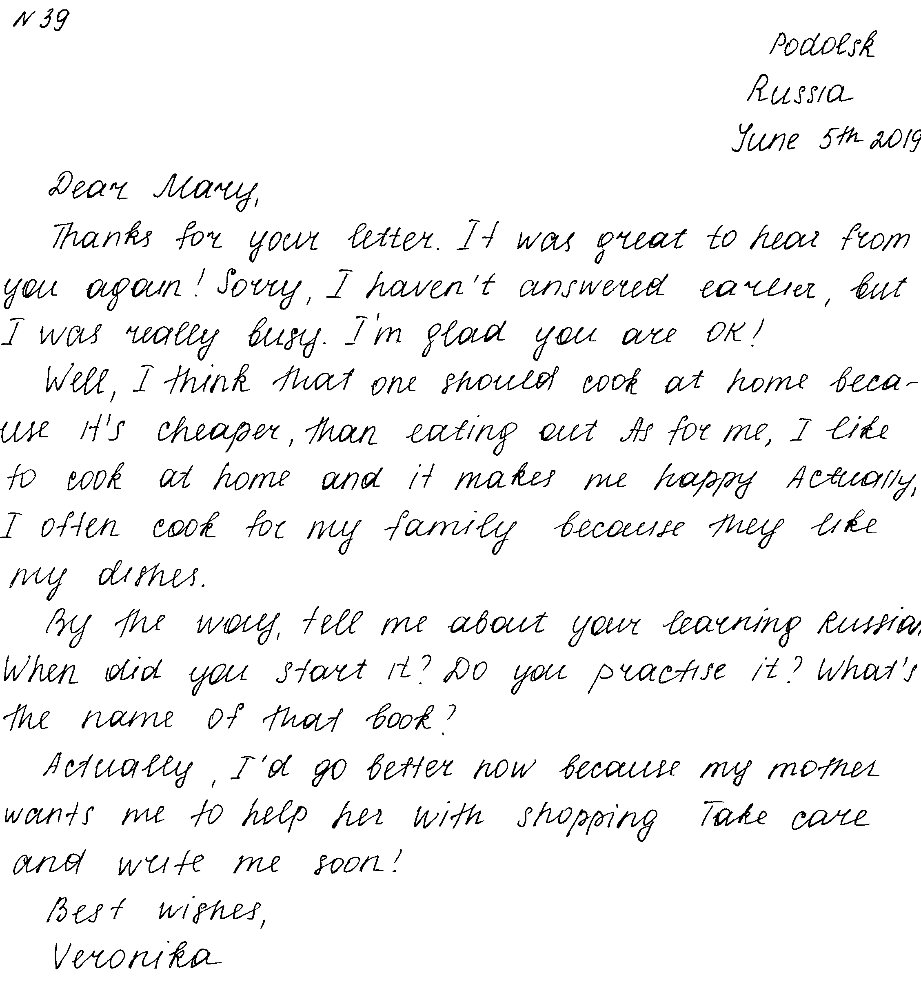 N 39
Podolsk
Russia
June 5th 2019
Dear Mary,
Thanks for your letter. It was great to hear from
you again! Sorry, I haven't answered earlier, but
I was really busy. I'm glad you are OK!
Well, I think that one should cook at home beca-
use it's cheaper, than eating out As for me, I like
to cook at home and it makes me happy Actually,
I often cook for my family because they like
my dishes.
By the way, tell me about your learning Russian
When did you start it? Do you practise it? What's
the name of that book?
Actually, I'd go better now because my mother
wants me to help her with shopping Take care
and write me soon!
Best wishes,
Veronika